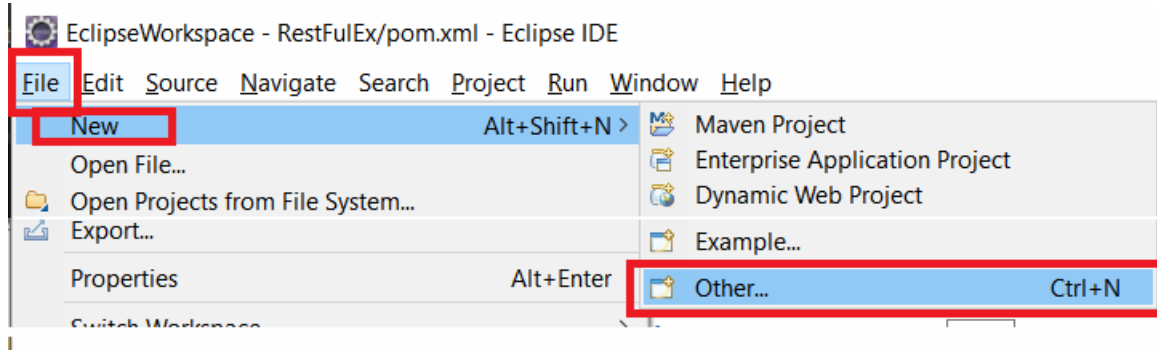 EclipseWorkspace - RestFulEx/pom.xml - Eclipse IDE
File Edit Source Navigate Search Project Run Window Help
New Alt+Shift+N >
Open File...
Open Projects from File System...
Export...
Properties Alt+Enter
Switch Workspace
Maven Project
Enterprise Application Project
Dynamic Web Project
Example...
Other... Ctrl+N